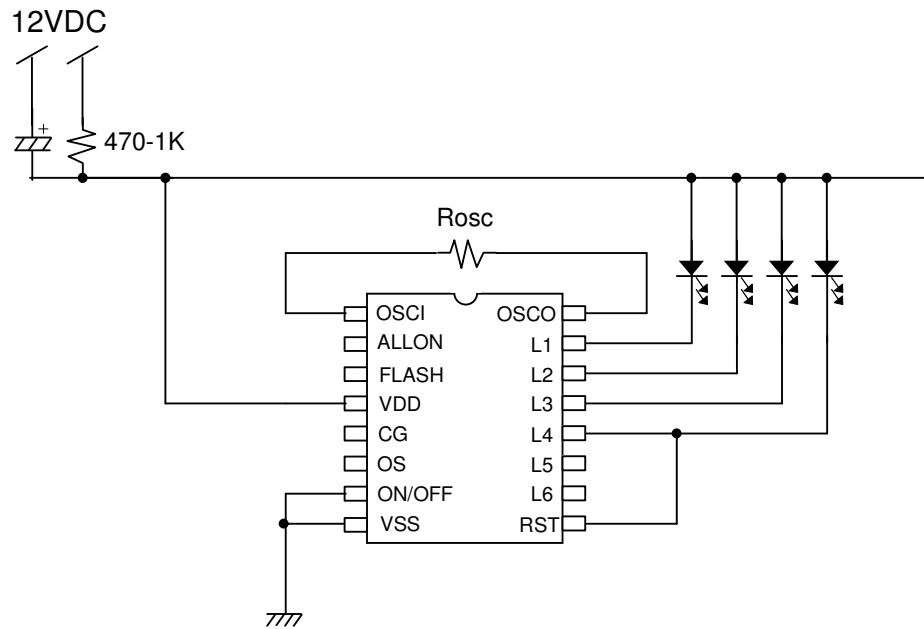 12VDC
+
470-1K
Rosc
OSCI OSCO
ALLON L1
FLASH L2
VDD L3
CG L4
OS L5
ON/OFF L6
VSS RST